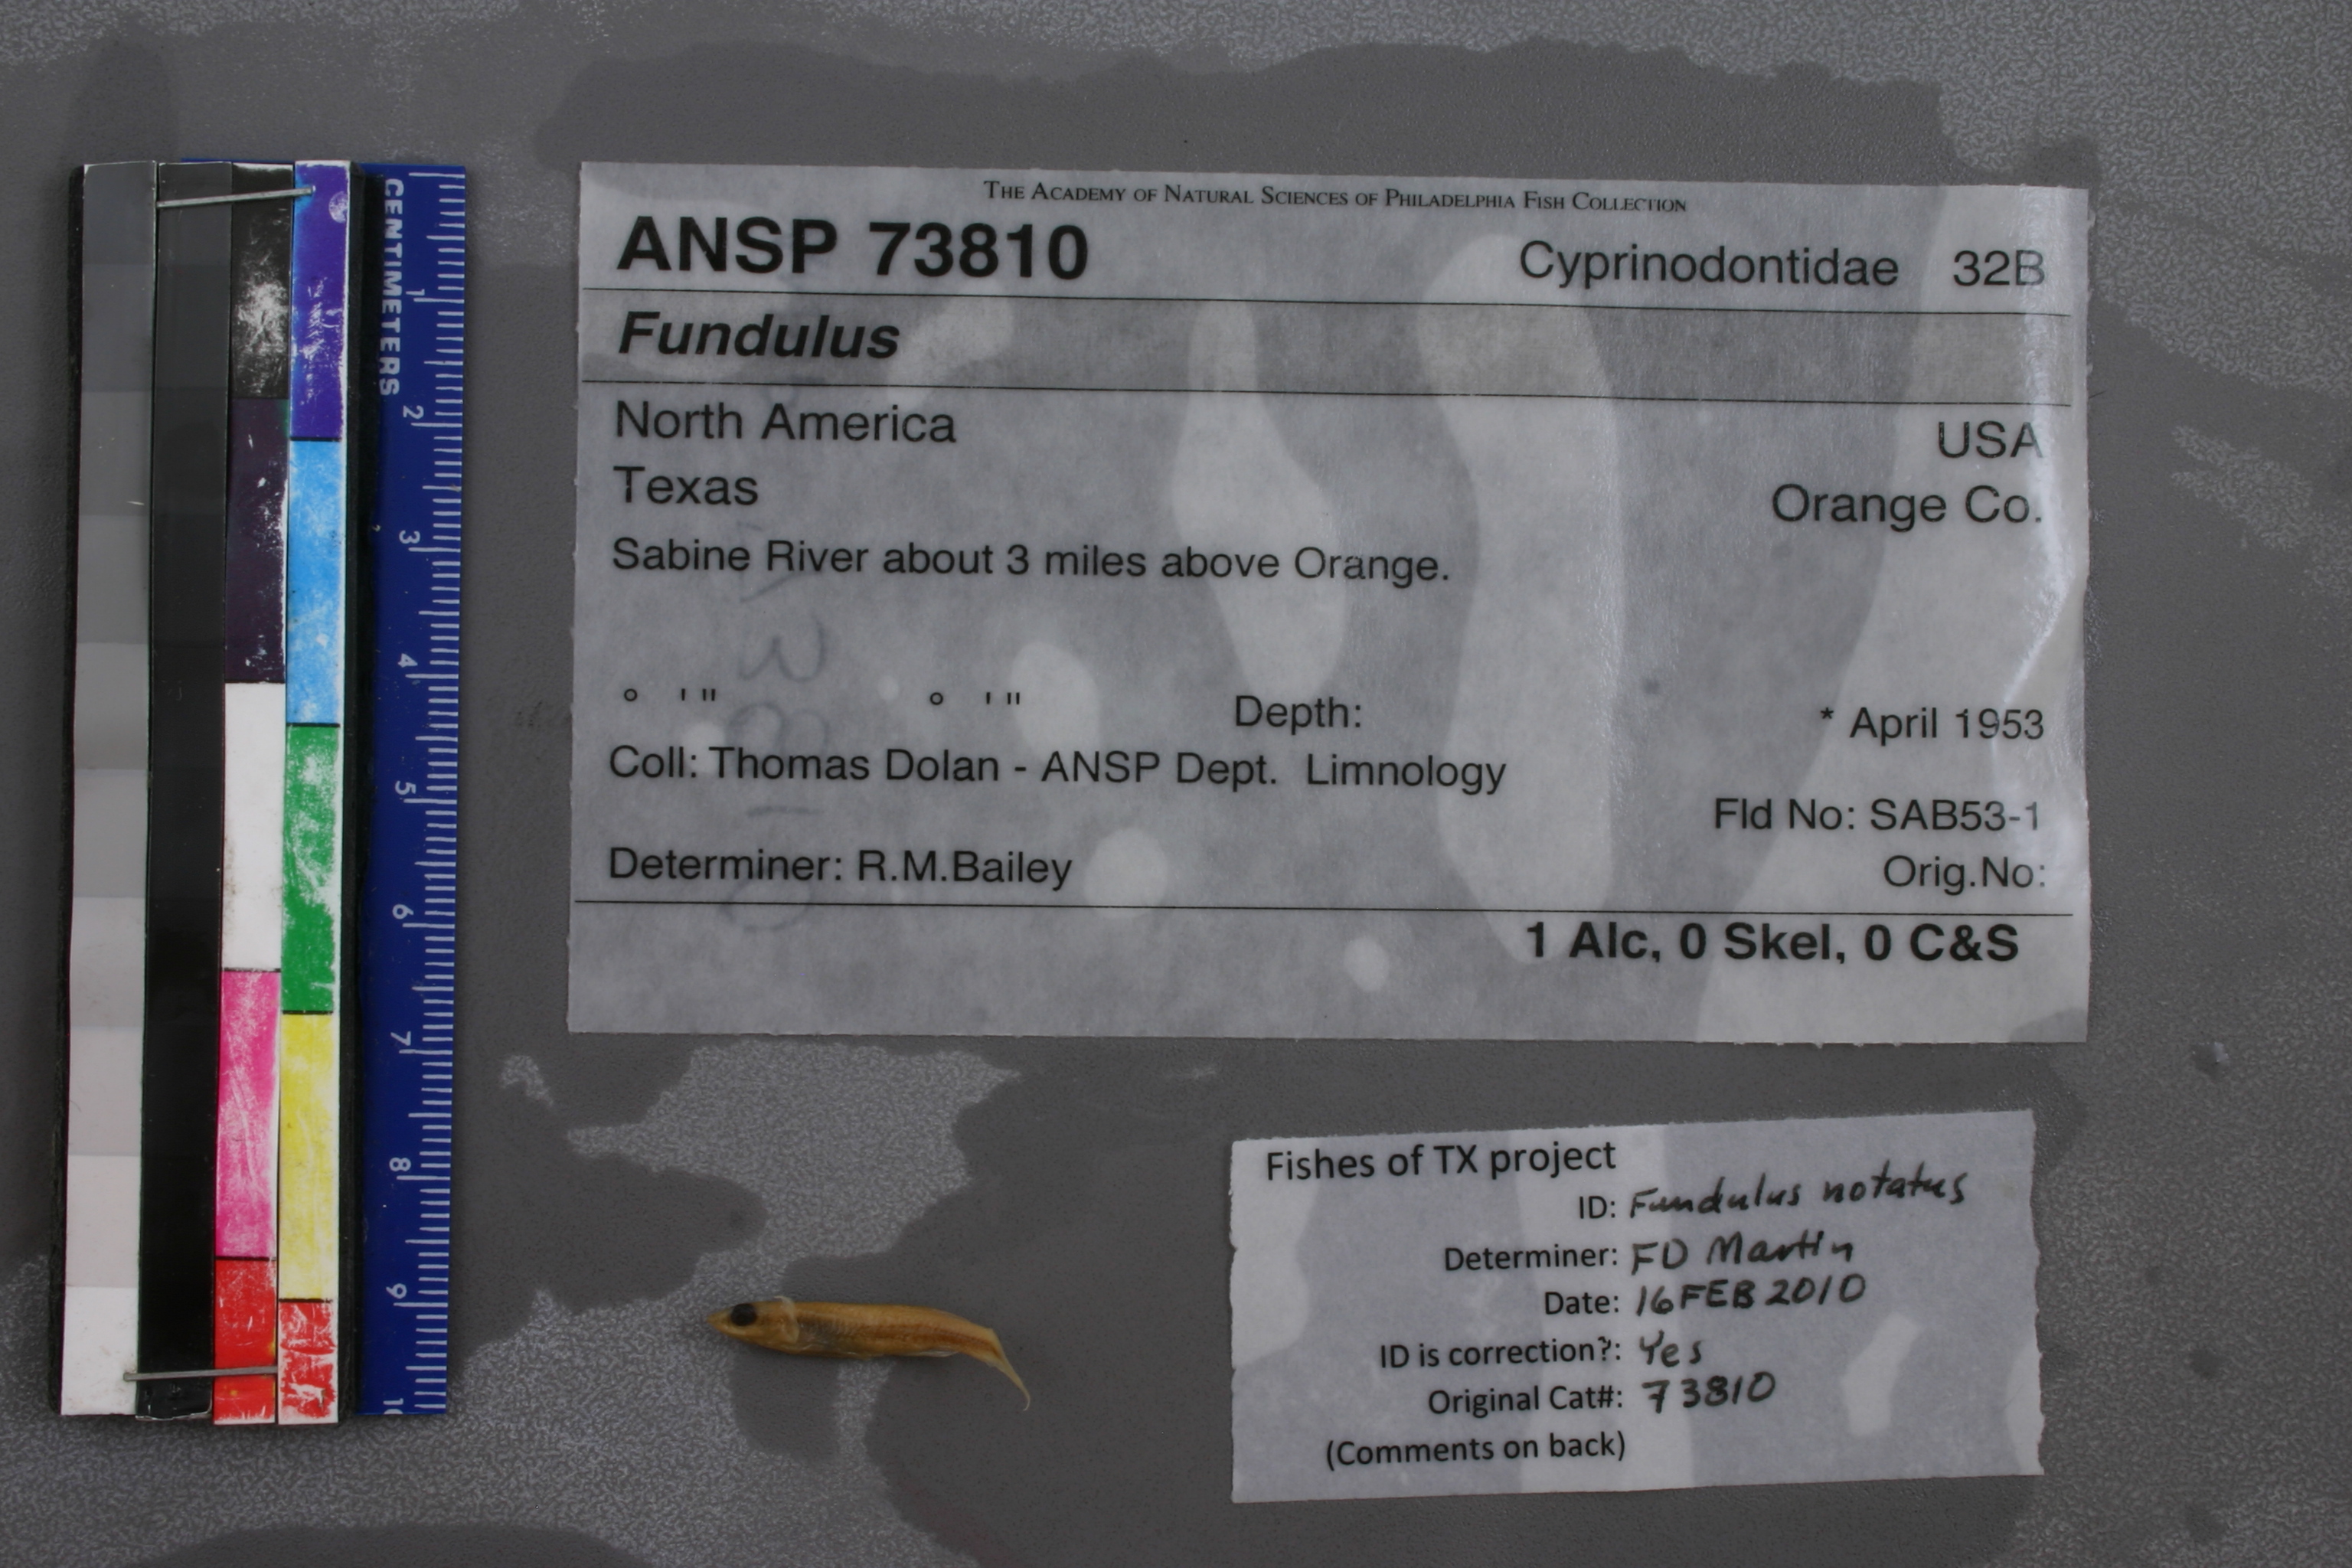 CENTIMETERS
1
2
3
4
5
6
7
8
9
THE ACADEMY OF NATURAL SCIENCES OF PHILADELPHIA FISH COLLECTION
ANSP 73810 Cyprinodontidae 32B
Fundulus
North America USA
Texas Orange Co.
Sabine River about 3 miles above Orange.
° ' " ° ' " Depth: * April 1953
Coll: Thomas Dolan - ANSP Dept. Limnology
Fld No: SAB53-1
Determiner: R.M.Bailey Orig.No:
1 Alc, 0 Skel, 0 C&S
Fishes of TX project
ID: Fundulus notatus
Determiner: FD Martin
Date: 16 FEB 2010
ID is correction?: Yes
Original Cat#: 73810
(Comments on back)